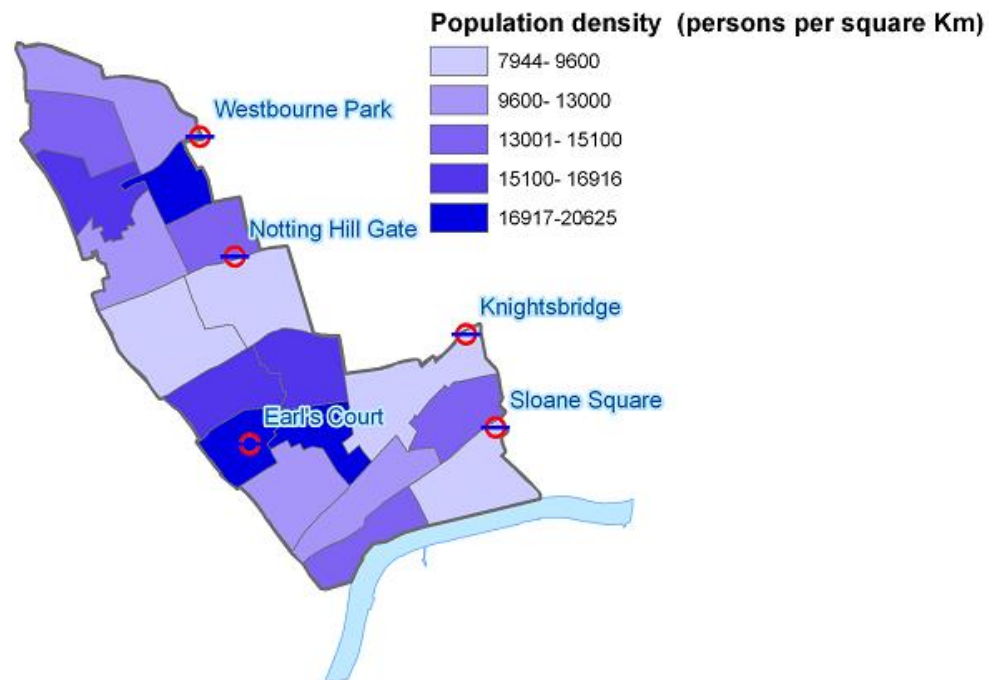 Population density  (persons per square Km)
7944- 9600
9600- 13000
13001- 15100
15100- 16916
16917-20625
Westbourne Park
Notting Hill Gate
Knightsbridge
Sloane Square
Earl's Court